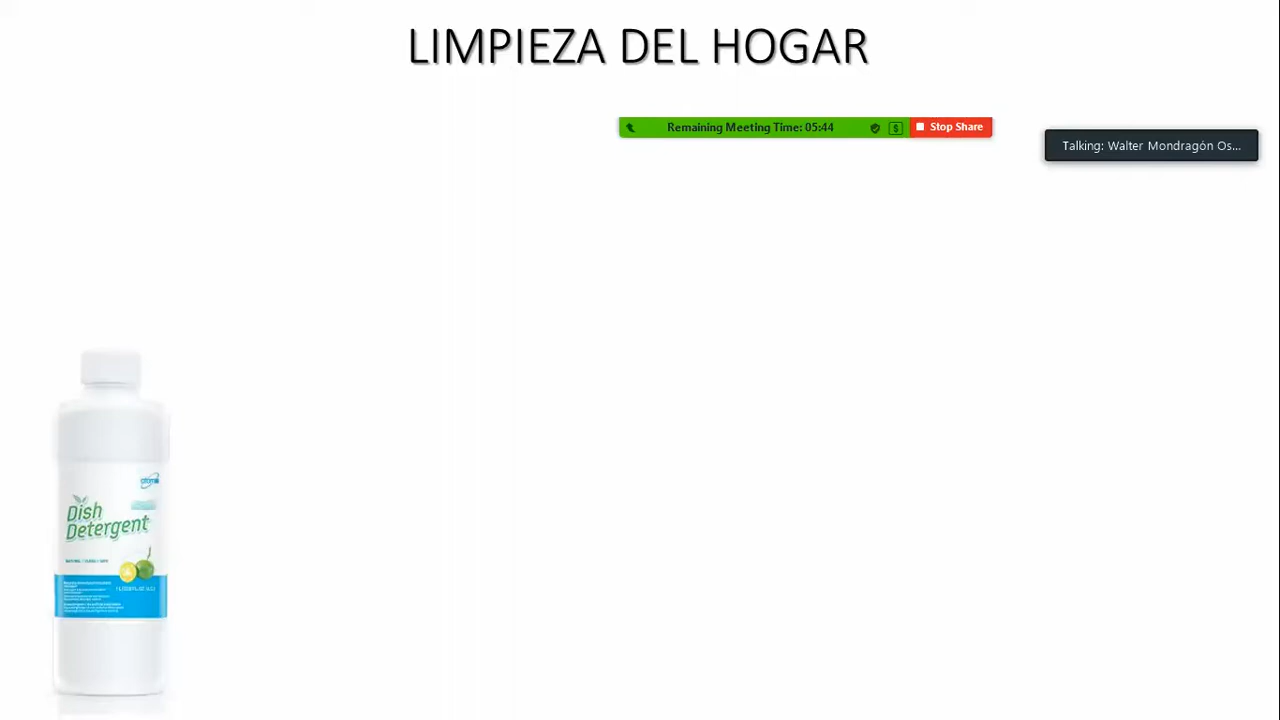 LIMPIEZA DEL HOGAR
Remaining Meeting Time: 05:44
Stop Share
Talking: Walter Mondragón Os...
Dish
Detergent